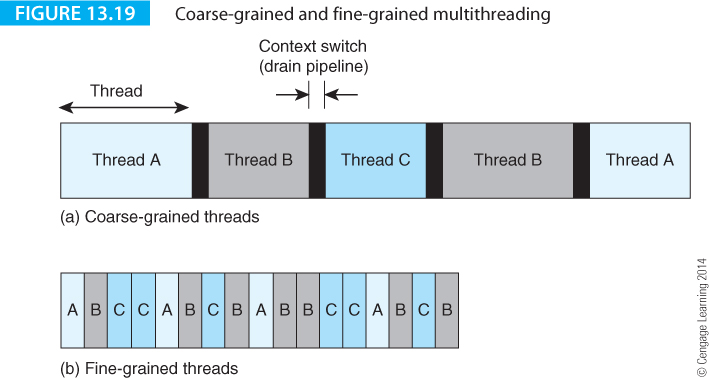 FIGURE 13.19 Coarse-grained and fine-grained multithreading
Context switch
(drain pipeline)
Thread
Thread A Thread B Thread C Thread B Thread A
(a) Coarse-grained threads
A B C C A B C B A B B C C A B C B
(b) Fine-grained threads
© Cengage Learning 2014